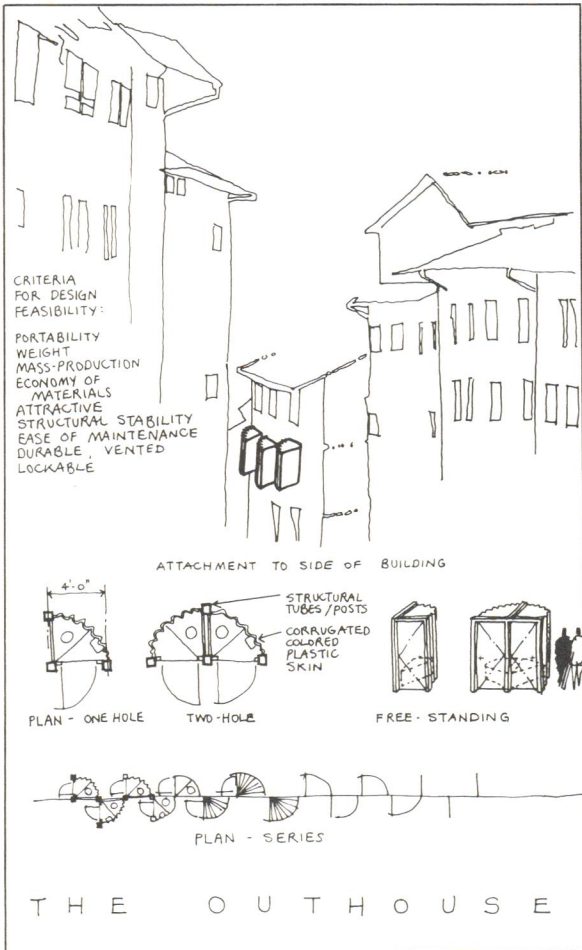 CRITERIA
FOR DESIGN
FEASIBILITY:
PORTABILITY
WEIGHT
MASS-PRODUCTION
ECONOMY OF
MATERIALS
ATTRACTIVE
STRUCTURAL STABILITY
EASE OF MAINTENANCE
DURABLE, VENTED
LOCKABLE
ATTACHMENT TO SIDE OF BUILDING
4'-0"
STRUCTURAL
TUBES/POSTS
CORRUGATED
COLORED
PLASTIC
SKIN
PLAN - ONE HOLE
TWO-HOLE
FREE-STANDING
PLAN - SERIES
THE OUTHOUSE